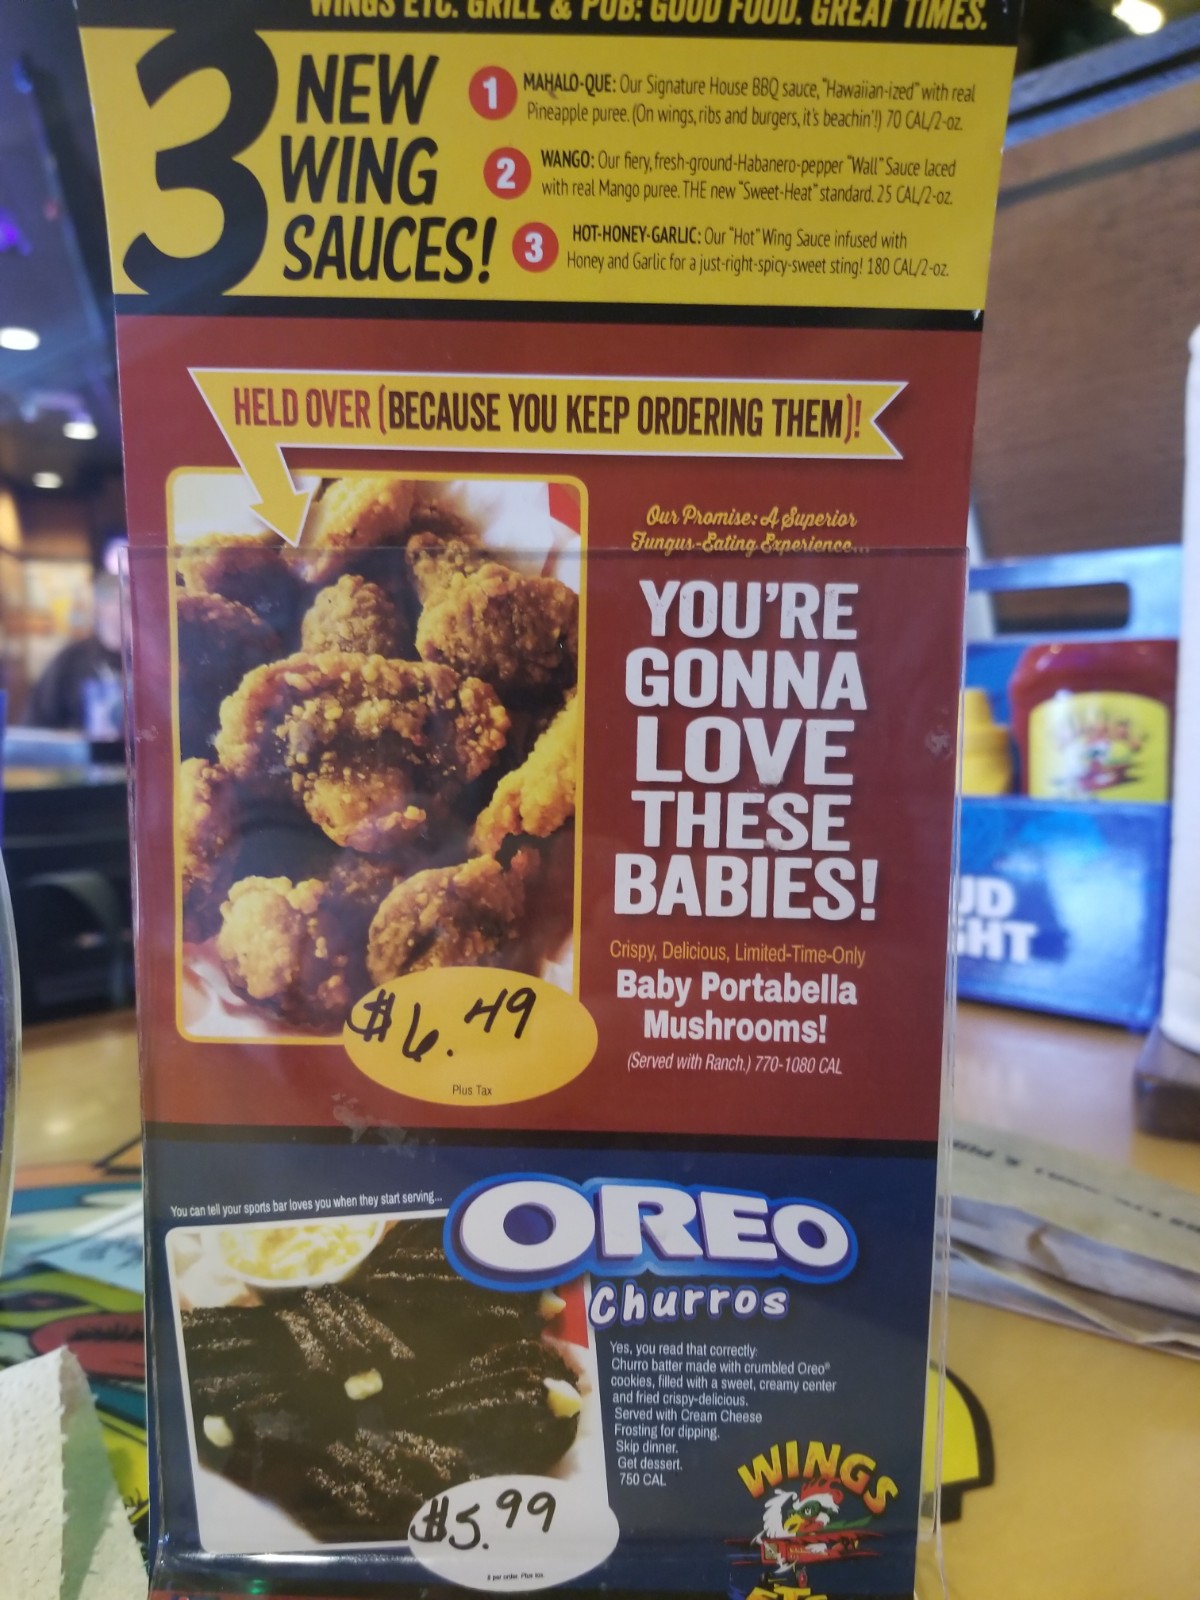 WINGS ETC. GRILL & PUB: GOOD FOOD. GREAT TIMES.
3 NEW
WING
SAUCES!
1 MAHALO-QUE: Our Signature House BBQ sauce, "Hawaiian-ized" with real
Pineapple puree. (On wings, ribs and burgers, it's beachin'!) 70 CAL/2-oz.
2 WANGO: Our fiery, fresh-ground-Habanero-pepper "Wall" Sauce laced
with real Mango puree. THE new "Sweet-Heat" standard. 25 CAL/2-oz.
3 HOT-HONEY-GARLIC: Our "Hot" Wing Sauce infused with
Honey and Garlic for a just-right-spicy-sweet sting! 180 CAL/2-oz.
HELD OVER (BECAUSE YOU KEEP ORDERING THEM)!
Our Promise: A Superior
Fungus-Eating Experience...
YOU'RE
GONNA
LOVE
THESE
BABIES!
Crispy, Delicious, Limited-Time-Only
Baby Portabella
Mushrooms!
(Served with Ranch.) 770-1080 CAL
$6.49
Plus Tax
You can tell your sports bar loves you when they start serving...
OREO
Churros
Yes, you read that correctly:
Churro batter made with crumbled Oreo®
cookies, filled with a sweet, creamy center
and fried crispy-delicious.
Served with Cream Cheese
Frosting for dipping.
Skip dinner.
Get dessert.
750 CAL
$5.99
per order Plus tax
WINGS
ETC
UD
GHT